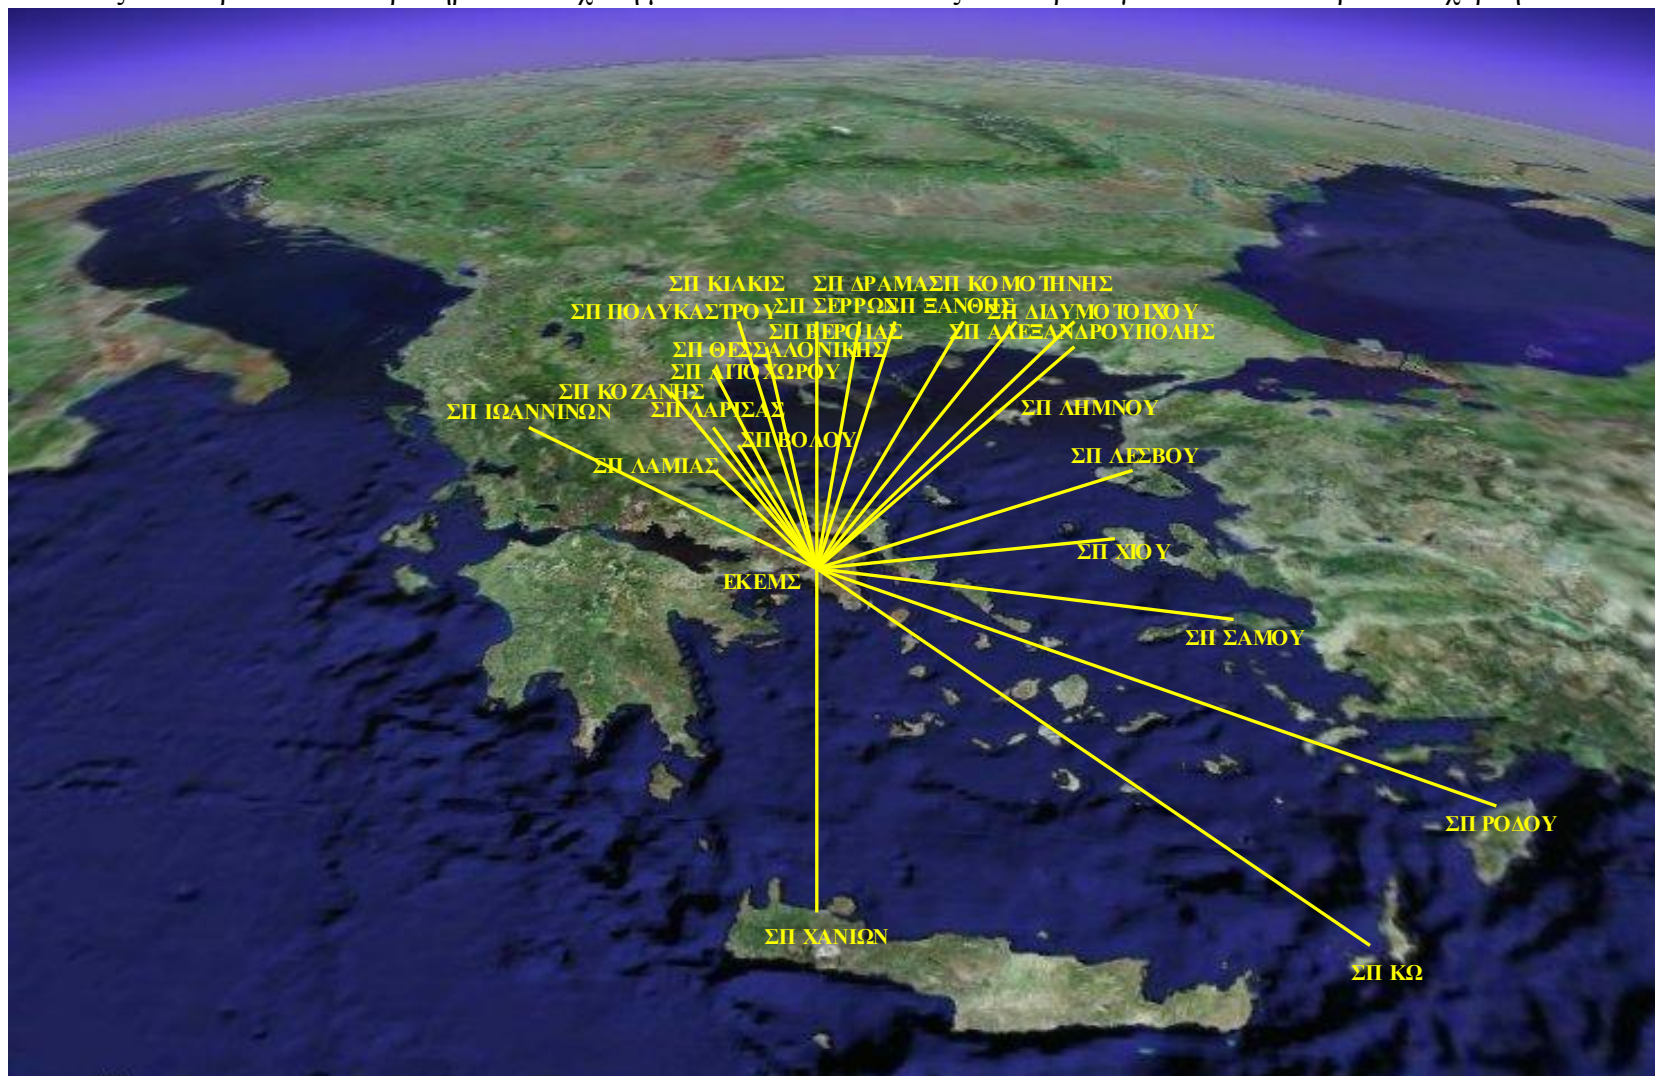 ΣΠ ΚΙΛΚΙΣ
ΣΠ ΔΡΑΜΑΣ
ΣΠ ΚΟΜΟΤΗΝΗΣ
ΣΠ ΠΟΛΥΚΑΣΤΡΟΥ
ΣΠ ΣΕΡΡΩΝ
ΣΠ ΞΑΝΘΗΣ
ΣΠ ΔΙΔΥΜΟΤΟΙΧΟΥ
ΣΠ ΒΕΡΟΙΑΣ
ΣΠ ΑΛΕΞΑΝΔΡΟΥΠΟΛΗΣ
ΣΠ ΘΕΣΣΑΛΟΝΙΚΗΣ
ΣΠ ΛΙΤΟΧΩΡΟΥ
ΣΠ ΚΟΖΑΝΗΣ
ΣΠ ΙΩΑΝΝΙΝΩΝ
ΣΠ ΛΑΡΙΣΑΣ
ΣΠ ΛΗΜΝΟΥ
ΣΠ ΒΟΛΟΥ
ΣΠ ΛΕΣΒΟΥ
ΣΠ ΛΑΜΙΑΣ
ΣΠ ΧΙΟΥ
ΕΚΕΜΣ
ΣΠ ΣΑΜΟΥ
ΣΠ ΡΟΔΟΥ
ΣΠ ΧΑΝΙΩΝ
ΣΠ ΚΩ